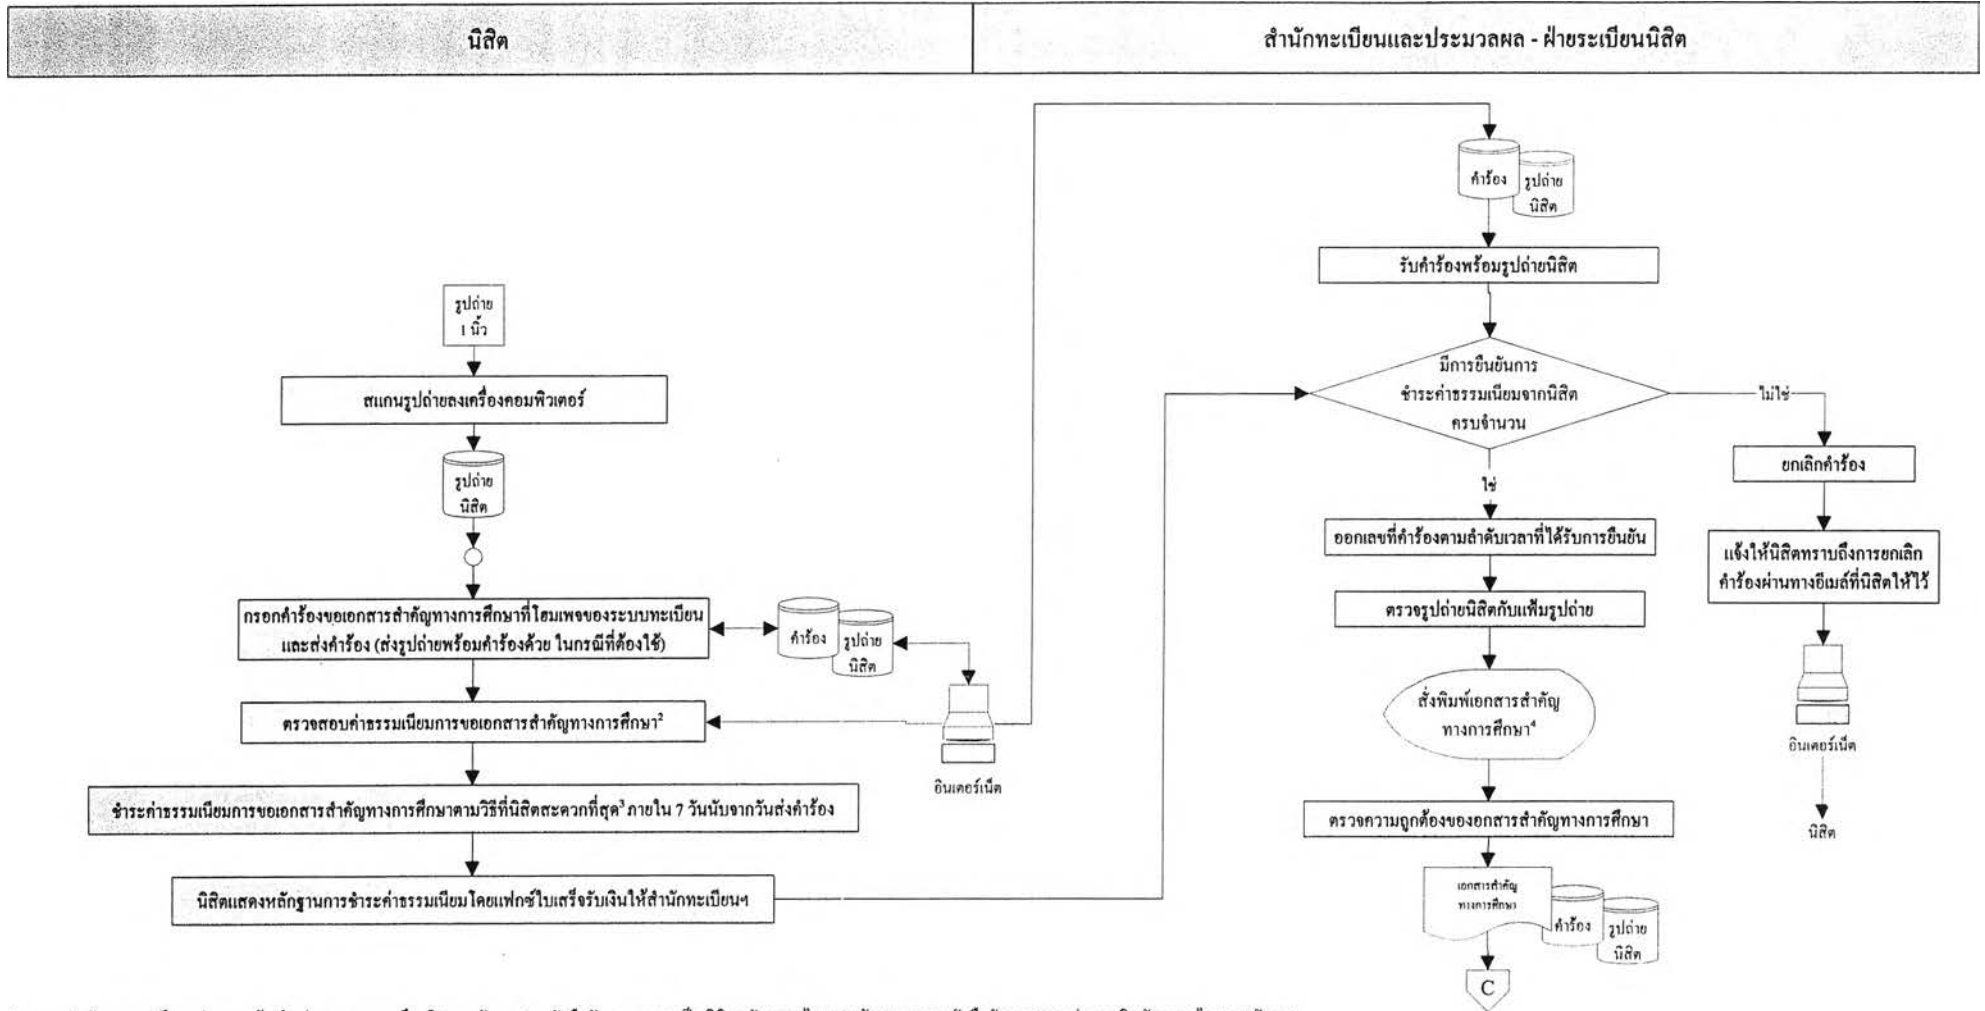 นิสิต
สำนักทะเบียนและประมวลผล - ฝ่ายระเบียนนิสิต
รูปถ่าย
1 นิ้ว
สแกนรูปถ่ายลงเครื่องคอมพิวเตอร์
รูปถ่าย
นิสิต
กรอกคำร้องขอเอกสารสำคัญทางการศึกษาที่โฮมเพจของระบบทะเบียน
และส่งคำร้อง (ส่งรูปถ่ายพร้อมคำร้องด้วย ในกรณีที่ต้องใช้)
คำร้อง
รูปถ่าย
นิสิต
ตรวจสอบค่าธรรมเนียมการขอเอกสารสำคัญทางการศึกษา²
อินเตอร์เน็ต
ชำระค่าธรรมเนียมการขอเอกสารสำคัญทางการศึกษาตามวิธีที่นิสิตสะดวกที่สุด³ ภายใน 7 วันนับจากวันส่งคำร้อง
นิสิตแสดงหลักฐานการชำระค่าธรรมเนียมโดยแฟกซ์ใบเสร็จรับเงินให้สำนักทะเบียนฯ
คำร้อง
รูปถ่าย
นิสิต
รับคำร้องพร้อมรูปถ่ายนิสิต
มีการยืนยันการ
ชำระค่าธรรมเนียมจากนิสิต
ครบจำนวน
ไม่ใช่
ใช่
ยกเลิกคำร้อง
แจ้งให้นิสิตทราบถึงการยกเลิก
คำร้องผ่านทางอีเมล์ที่นิสิตให้ไว้
อินเตอร์เน็ต
นิสิต
ออกเลขที่คำร้องตามลำดับเวลาที่ได้รับการยืนยัน
ตรวจรูปถ่ายนิสิตกับแฟ้มรูปถ่าย
สั่งพิมพ์เอกสารสำคัญ
ทางการศึกษา⁴
ตรวจความถูกต้องของอกสารสำคัญทางการศึกษา
เอกสารสำคัญ
ทางการศึกษา
คำร้อง
รูปถ่าย
นิสิต
C